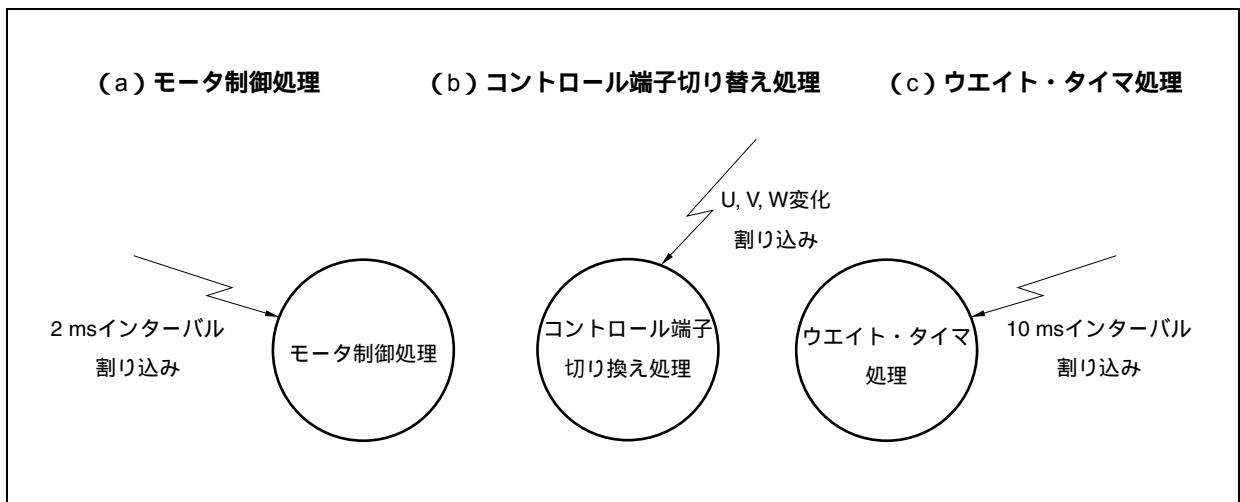 （a）モータ制御処理
（b）コントロール端子切り替え処理
（c）ウエイト・タイマ処理
U, V, W変化
割り込み
2 msインターバル
割り込み
モータ制御処理
コントロール端子
切り換え処理
ウエイト・タイマ
処理
10 msインターバル
割り込み